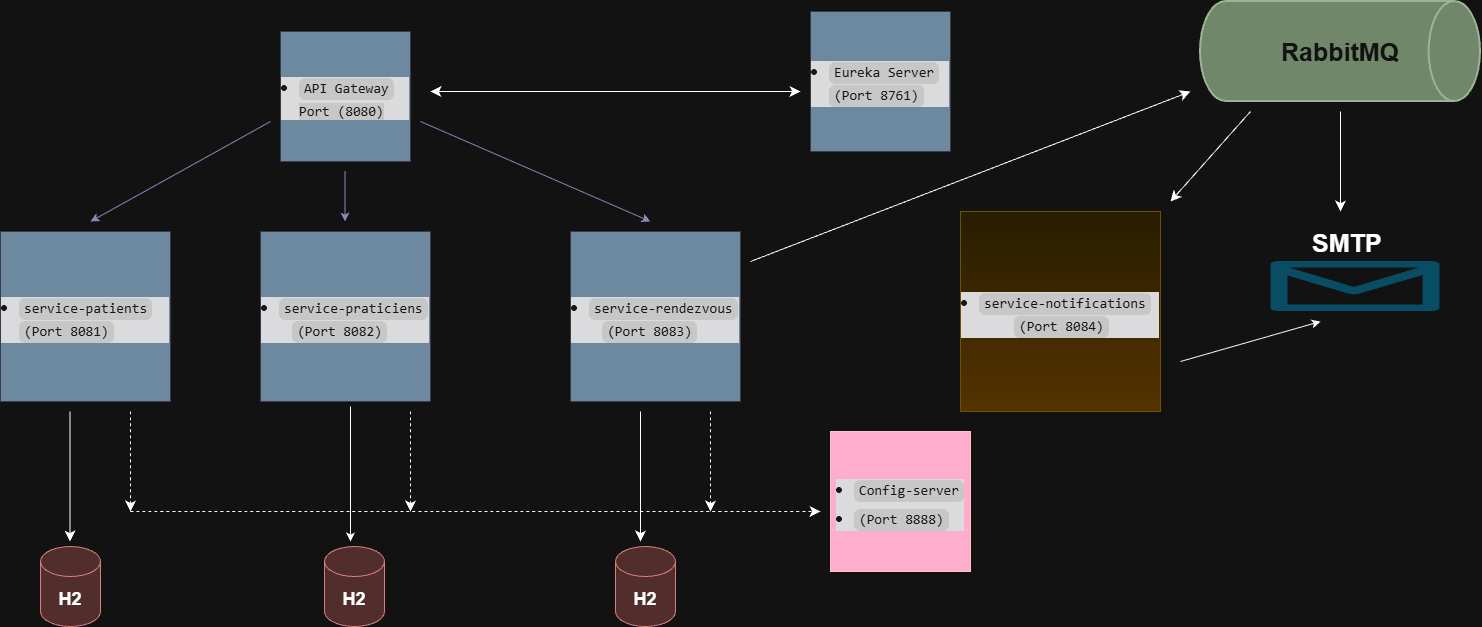 RabbitMQ
API Gateway
Port (8080)
Eureka Server
(Port 8761)
SMTP
service-patients
(Port 8081)
service-praticiens
(Port 8082)
service-rendezvous
(Port 8083)
service-notifications
(Port 8084)
Config-server
(Port 8888)
H2
H2
H2